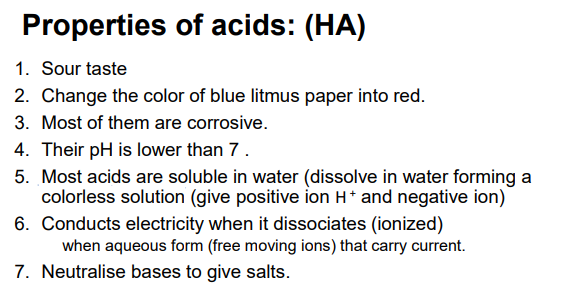 Properties of acids: (HA)
1. Sour taste
2. Change the color of blue litmus paper into red.
3. Most of them are corrosive.
4. Their pH is lower than 7 .
5. Most acids are soluble in water (dissolve in water forming a
colorless solution (give positive ion H⁺ and negative ion)
6. Conducts electricity when it dissociates (ionized)
when aqueous form (free moving ions) that carry current.
7. Neutralise bases to give salts.